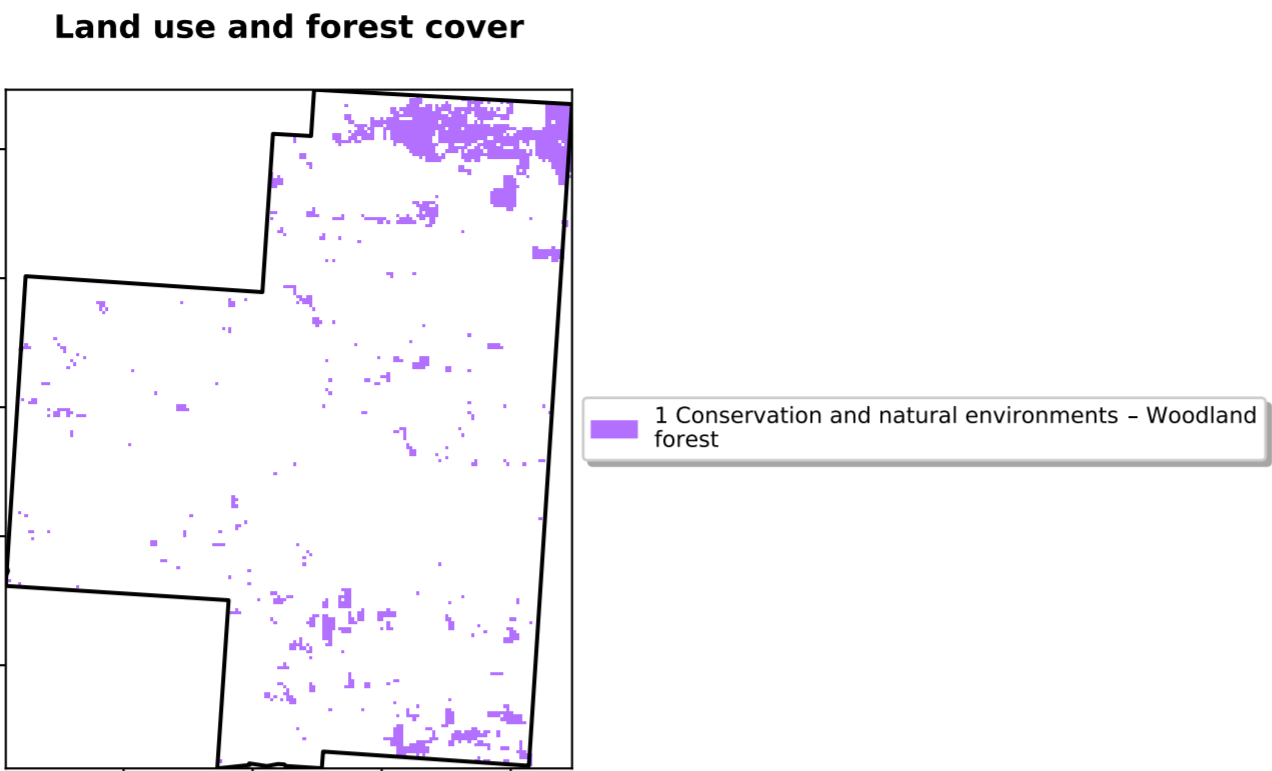 Land use and forest cover
1 Conservation and natural environments – Woodland
forest